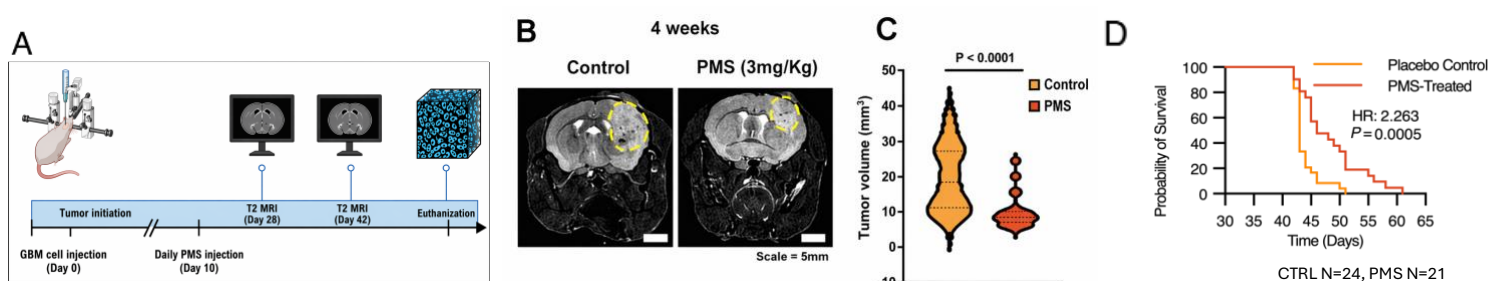 A
Tumor initiation
T2 MRI
(Day 28)
T2 MRI
(Day 42)
Euthanization
GBM cell injection
(Day 0)
Daily PMS injection
(Day 10)
B
4 weeks
Control
PMS (3mg/Kg)
Scale = 5mm
C
P < 0.0001
Tumor volume (mm³)
50
40
30
20
10
0
10
Control
PMS
D
Placebo Control
PMS-Treated
HR: 2.263
P=0.0005
Probability of Survival
100
80
60
40
20
0
30 35 40 45 50 55 60 65
Time (Days)
CTRL N=24, PMS N=21